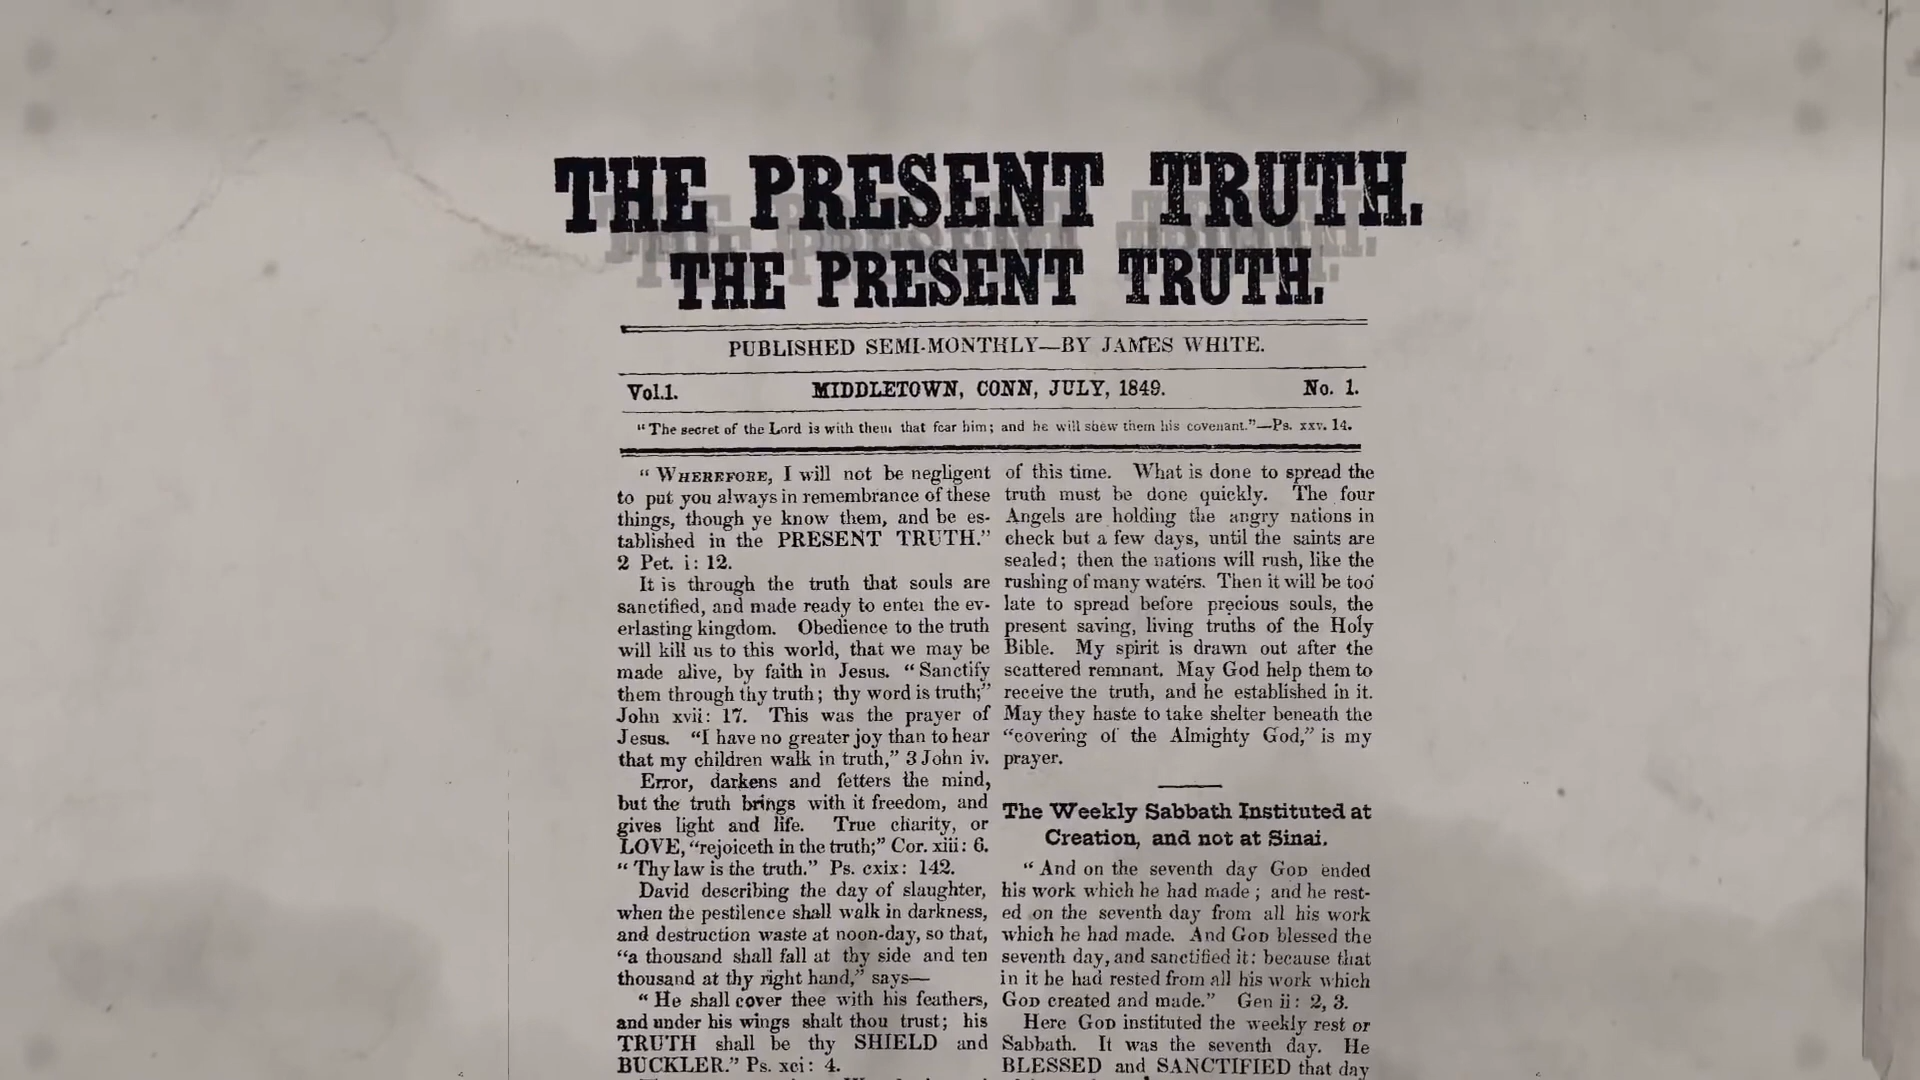 THE PRESENT TRUTH.
THE PRESENT TRUTH.
PUBLISHED SEMI-MONTHLY—BY JAMES WHITE.
Vol.1. MIDDLETOWN, CONN, JULY, 1849. No. 1.
“The secret of the Lord is with them that fear him; and he will shew them his covenant.”—Ps. xxv. 14.
“ WHEREFORE, I will not be negligent
to put you always in remembrance of these
things, though ye know them, and be es-
tablished in the PRESENT TRUTH.”
2 Pet. i: 12.
It is through the truth that souls are
sanctified, and made ready to enter the ev-
erlasting kingdom. Obedience to the truth
will kill us to this world, that we may be
made alive, by faith in Jesus. “Sanctify
them through thy truth; thy word is truth;”
John xvii: 17. This was the prayer of
Jesus. “I have no greater joy than to hear
that my children walk in truth,” 3 John iv.
Error, darkens and fetters the mind,
but the truth brings with it freedom, and
gives light and life. True charity, or
LOVE, “rejoiceth in the truth;” Cor. xiii: 6.
“Thy law is the truth.” Ps. cxix: 142.
David describing the day of slaughter,
when the pestilence shall walk in darkness,
and destruction waste at noon-day, so that,
“a thousand shall fall at thy side and ten
thousand at thy right hand,” says—
“ He shall cover thee with his feathers,
and under his wings shalt thou trust; his
TRUTH shall be thy SHIELD and
BUCKLER.” Ps. xci: 4.
of this time. What is done to spread the
truth must be done quickly. The four
Angels are holding the angry nations in
check but a few days, until the saints are
sealed; then the nations will rush, like the
rushing of many waters. Then it will be too
late to spread before precious souls, the
present saving, living truths of the Holy
Bible. My spirit is drawn out after the
scattered remnant. May God help them to
receive the truth, and he established in it.
May they haste to take shelter beneath the
“covering of the Almighty God,” is my
prayer.
The Weekly Sabbath Instituted at
Creation, and not at Sinai.
“ And on the seventh day GOD ended
his work which he had made; and he rest-
ed on the seventh day from all his work
which he had made. And GOD blessed the
seventh day, and sanctified it: because that
in it he had rested from all his work which
GOD created and made.” Gen ii: 2, 3.
Here GOD instituted the weekly rest or
Sabbath. It was the seventh day. He
BLESSED and SANCTIFIED that day